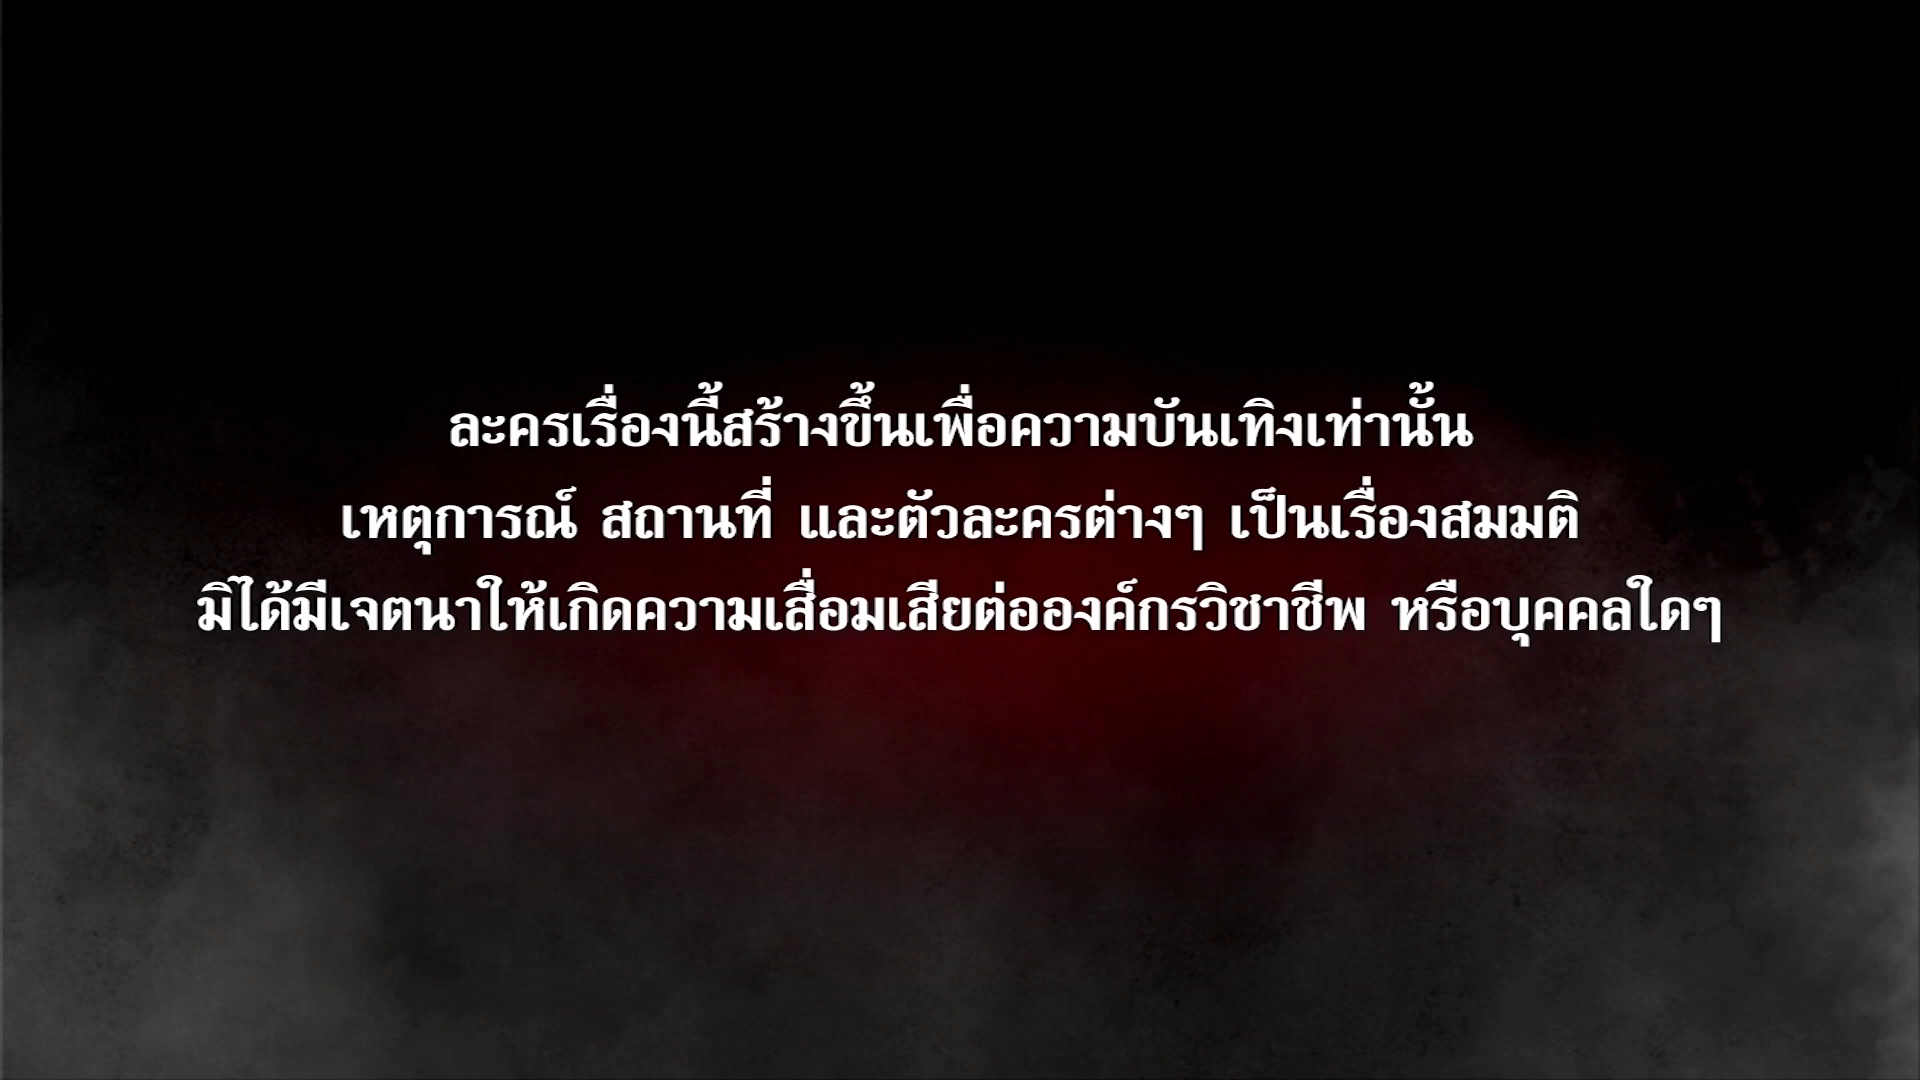 ละครเรื่องนี้สร้างขึ้นเพื่อความบันเทิงเท่านั้น
เหตุการณ์ สถานที่ และตัวละครต่างๆ เป็นเรื่องสมมติ
มิได้มีเจตนาให้เกิดความเสื่อมเสียต่อองค์กรวิชาชีพ หรือบุคคลใดๆ